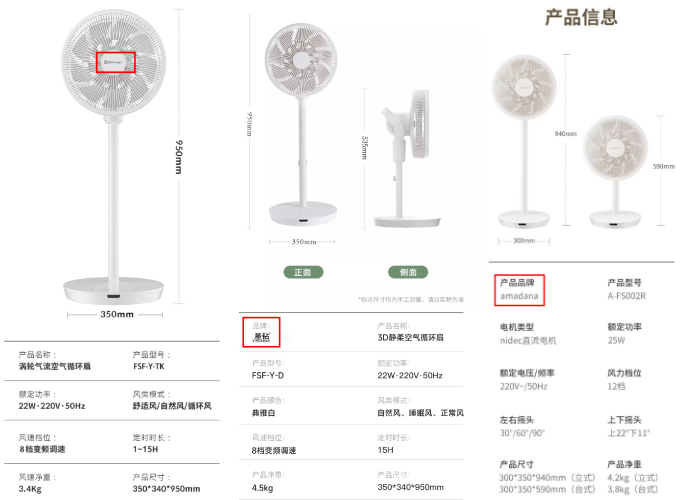 950mm
350mm
产品名称：
产品型号：
涡轮气流空气循环扇
FSF-Y-TK
额定功率：
风类模式：
22W·220V·50Hz
舒适风/自然风/循环风
风速档位：
定时时长：
8档变频调速
1~15H
风速净重：
产品尺寸：
3.4Kg
350*340*950mm
950mm
535mm
350mm
正面
侧面
*标注尺寸均为手工测量，请以实物为准
品牌：
产品名称：
3D静柔空气循环扇
产品型号：
额定功率：
FSF-Y-D
22W·220V·50Hz
产品颜色：
风类模式：
典雅白
自然风、睡眠风、正常风
风速档位：
定时时长：
8档变频调速
15H
产品净重：
产品尺寸：
4.5kg
350*340*950mm
产品信息
940mm
590mm
300mm
产品品牌
产品型号
amadana
A-FS002R
电机类型
额定功率
nidec直流电机
25W
额定电压/频率
风力档位
220V~/50Hz
12档
左右摇头
上下摇头
30°/60°/90°
上22°下11°
产品尺寸
产品净重
300*350*940mm（立式）
4.2kg（立式）
300*350*590mm（台式）
3.8kg（台式）